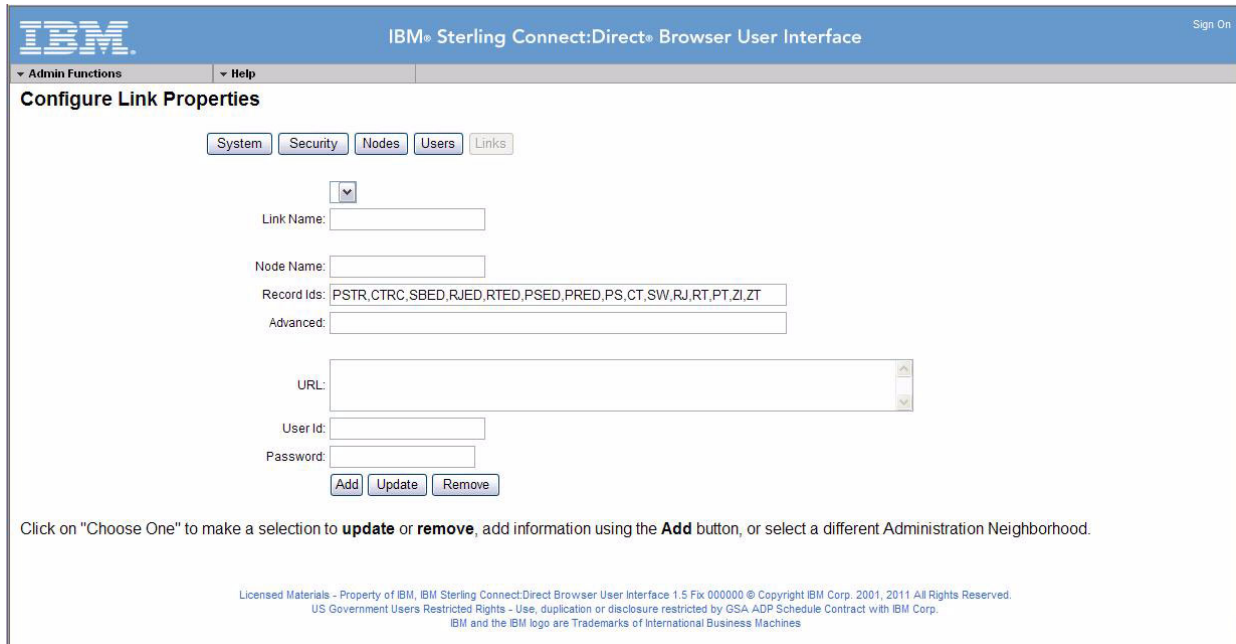 IBM®
IBM® Sterling Connect:Direct® Browser User Interface
Sign On
Admin Functions
Help
Configure Link Properties
System Security Nodes Users Links
Link Name:
Node Name:
Record Ids: PSTR,CTRC,SBED,RJED,RTED,PSED,PRED,PS,CT,SW,RJ,RT,PT,ZI,ZT
Advanced:
URL:
User Id:
Password:
Add Update Remove
Click on "Choose One" to make a selection to update or remove, add information using the Add button, or select a different Administration Neighborhood.
Licensed Materials - Property of IBM, IBM Sterling Connect:Direct Browser User Interface 1.5 Fix 000000 © Copyright IBM Corp. 2001, 2011 All Rights Reserved.
US Government Users Restricted Rights - Use, duplication or disclosure restricted by GSA ADP Schedule Contract with IBM Corp.
IBM and the IBM logo are Trademarks of International Business Machines